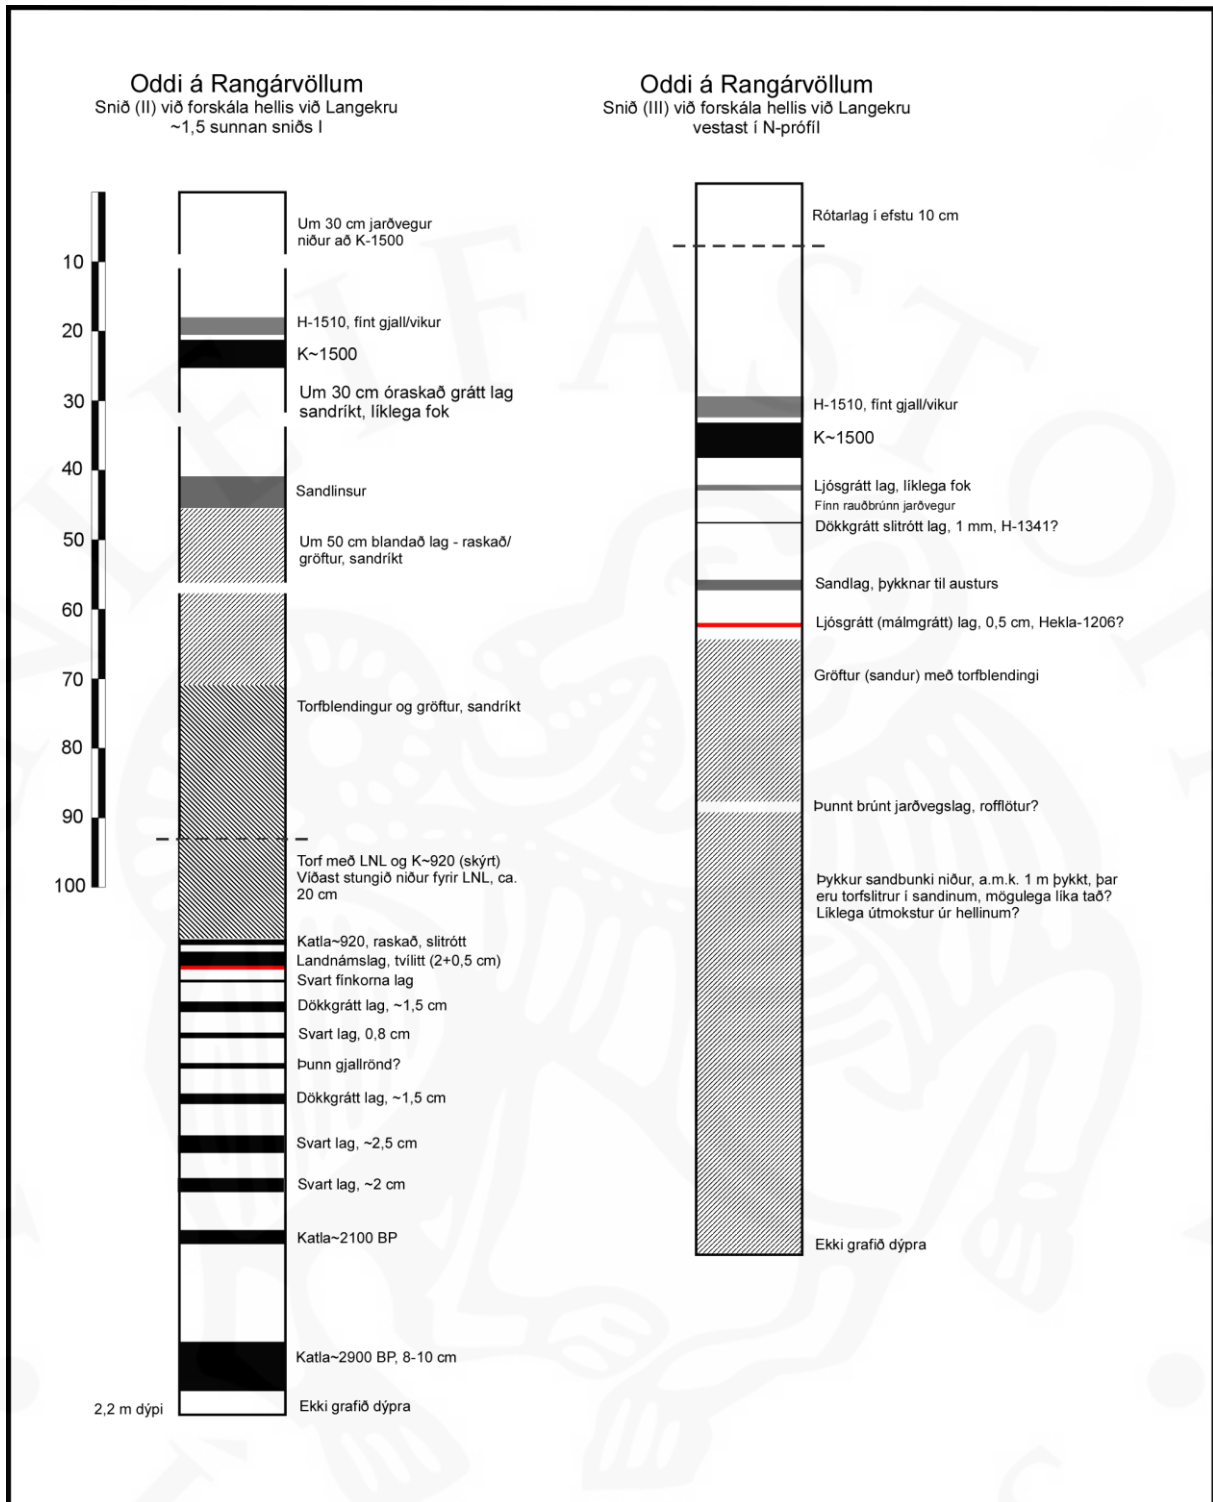 Oddi á Rangárvöllum
Snið (II) við forskála hellis við Langekru
~1,5 sunnan sniðs I
10
20
30
40
50
60
70
80
90
100
Um 30 cm jarðvegur
niður að K-1500
H-1510, fínt gjall/vikur
K~1500
Um 30 cm óraskað grátt lag
sandríkt, líklega fok
Sandlinsur
Um 50 cm blandað lag - raskað/
gröftur, sandríkt
Torfblendingur og gröftur, sandríkt
Torf með LNL og K~920 (skýrt)
Víðast stungið niður fyrir LNL, ca.
20 cm
Katla~920, raskað, slitrótt
Landnámslag, tvílitt (2+0,5 cm)
Svart fínkorna lag
Dökkgrátt lag, ~1,5 cm
Svart lag, 0,8 cm
Þunn gjallrönd?
Dökkgrátt lag, ~1,5 cm
Svart lag, ~2,5 cm
Svart lag, ~2 cm
Katla~2100 BP
Katla~2900 BP, 8-10 cm
2,2 m dýpi
Ekki grafið dýpra
Oddi á Rangárvöllum
Snið (III) við forskála hellis við Langekru
vestast í N-prófíl
Rótarlag í efstu 10 cm
H-1510, fínt gjall/vikur
K~1500
Ljósgrátt lag, líklega fok
Fínn rauðbrúnn jarðvegur
Dökkgrátt slitrótt lag, 1 mm, H-1341?
Sandlag, þykknar til austurs
Ljósgrátt (málmgrátt) lag, 0,5 cm, Hekla-1206?
Gröftur (sandur) með torfblendingi
Þunnt brúnt jarðvegslag, rofflötur?
Þykkur sandbunki niður, a.m.k. 1 m þykkt, þar
eru torfslitrur í sandinum, mögulega líka tað?
Líklega útmokstur úr hellinum?
Ekki grafið dýpra